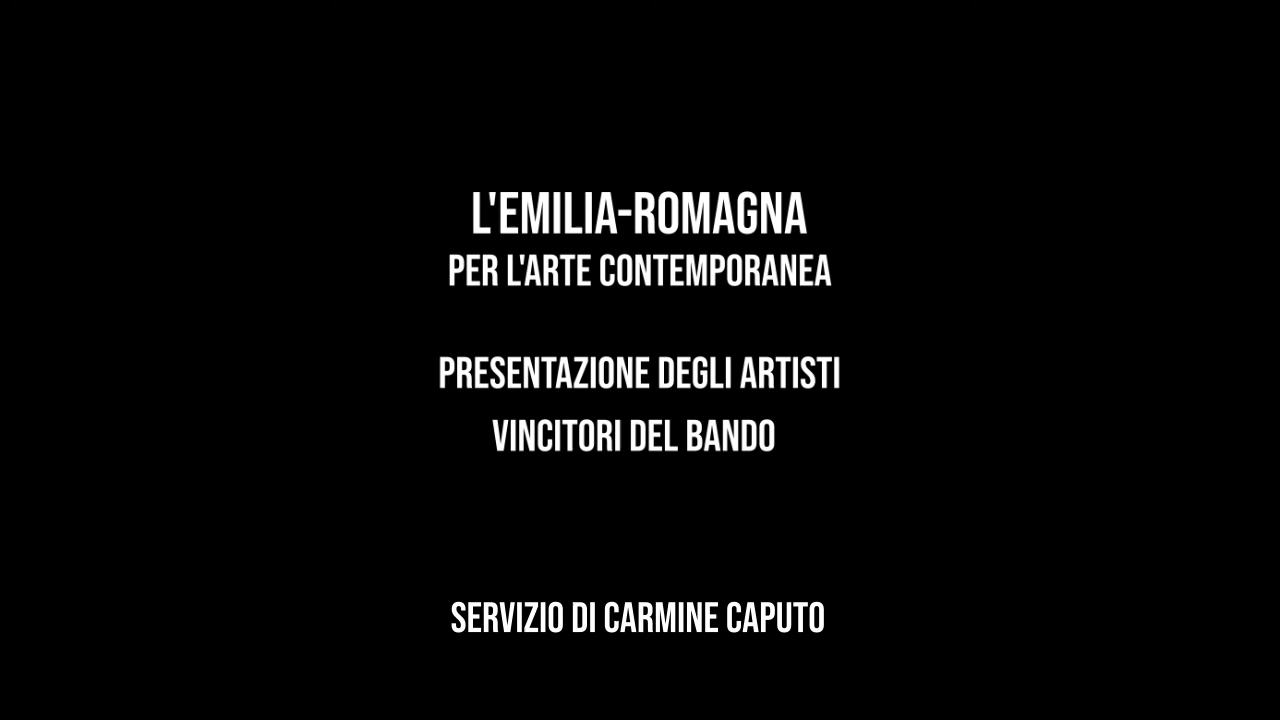 L'EMILIA-ROMAGNA
PER L'ARTE CONTEMPORANEA
PRESENTAZIONE DEGLI ARTISTI
VINCITORI DEL BANDO
SERVIZIO DI CARMINE CAPUTO